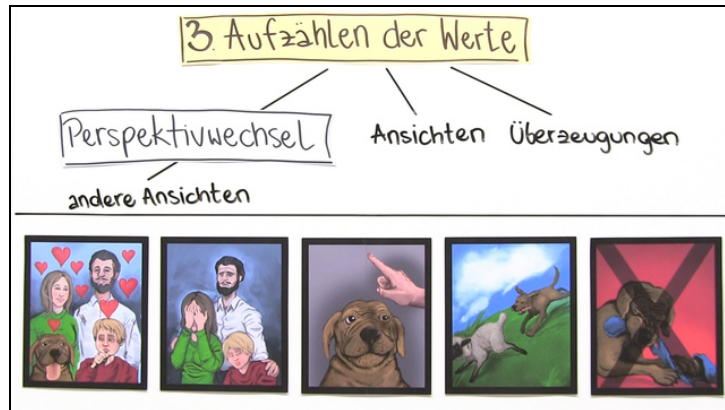 3. Aufzählen der Werte
Perspektivwechsel
Ansichten
Überzeugungen
andere Ansichten